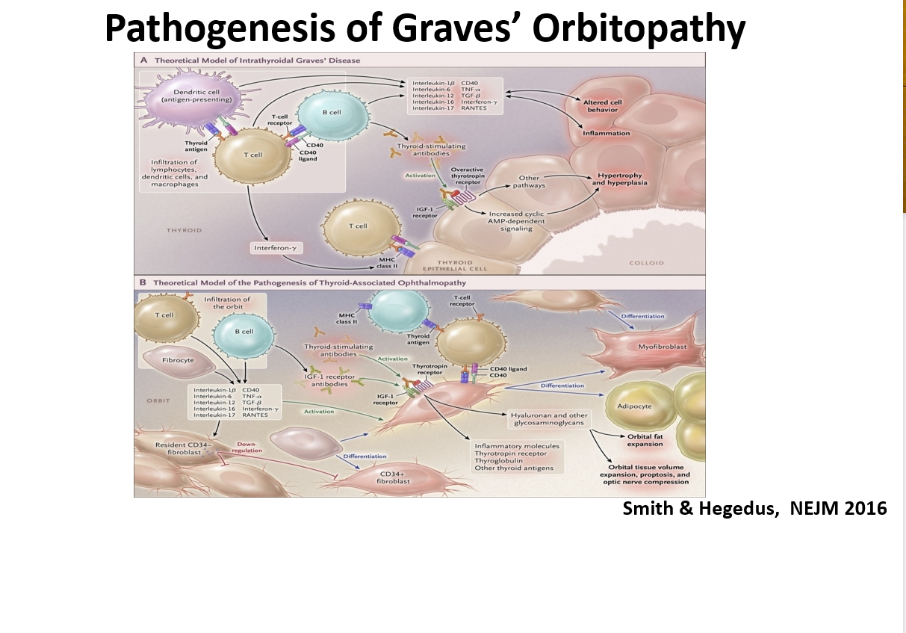 Pathogenesis of Graves’ Orbitopathy
A Theoretical Model of Intrathyroidal Graves' Disease
Dendritic cell
(antigen-presenting)
T-cell
receptor
B cell
Interleukin-1β CD40
Interleukin-6 TNF-α
Interleukin-12 TGF-β
Interleukin-16 Interferon-γ
Interleukin-17 RANTES
Altered cell
behavior
Inflammation
Thyroid
antigen
T cell
CD40
CD40
ligand
Thyroid-stimulating
antibodies
Infiltration of
lymphocytes,
dendritic cells, and
macrophages
Activation
Overactive
thyrotropin
receptor
Other
pathways
Hypertrophy
and hyperplasia
IGF-1
receptor
Increased cyclic
AMP-dependent
signaling
THYROID
T cell
Interferon-γ
MHC
class II
THYROID
EPITHELIAL CELL
COLLOID
B Theoretical Model of the Pathogenesis of Thyroid-Associated Ophthalmopathy
Infiltration of
the orbit
T cell
B cell
Fibrocyte
MHC
class II
T-cell
receptor
Thyroid
antigen
Differentiation
Myofibroblast
Thyroid-stimulating
antibodies
Activation
Thyrotropin
receptor
CD40 ligand
CD40
IGF-1 receptor
antibodies
IGF-1
receptor
Differentiation
ORBIT
Interleukin-1β CD40
Interleukin-6 TNF-α
Interleukin-12 TGF-β
Interleukin-16 Interferon-γ
Interleukin-17 RANTES
Activation
Adipocyte
Hyaluronan and other
glycosaminoglycans
Orbital fat
expansion
Resident CD34–
fibroblast
Down-
regulation
Differentiation
Inflammatory molecules
Thyrotropin receptor
Thyroglobulin
Other thyroid antigens
CD34+
fibroblast
Orbital tissue volume
expansion, proptosis, and
optic nerve compression
Smith & Hegedus, NEJM 2016